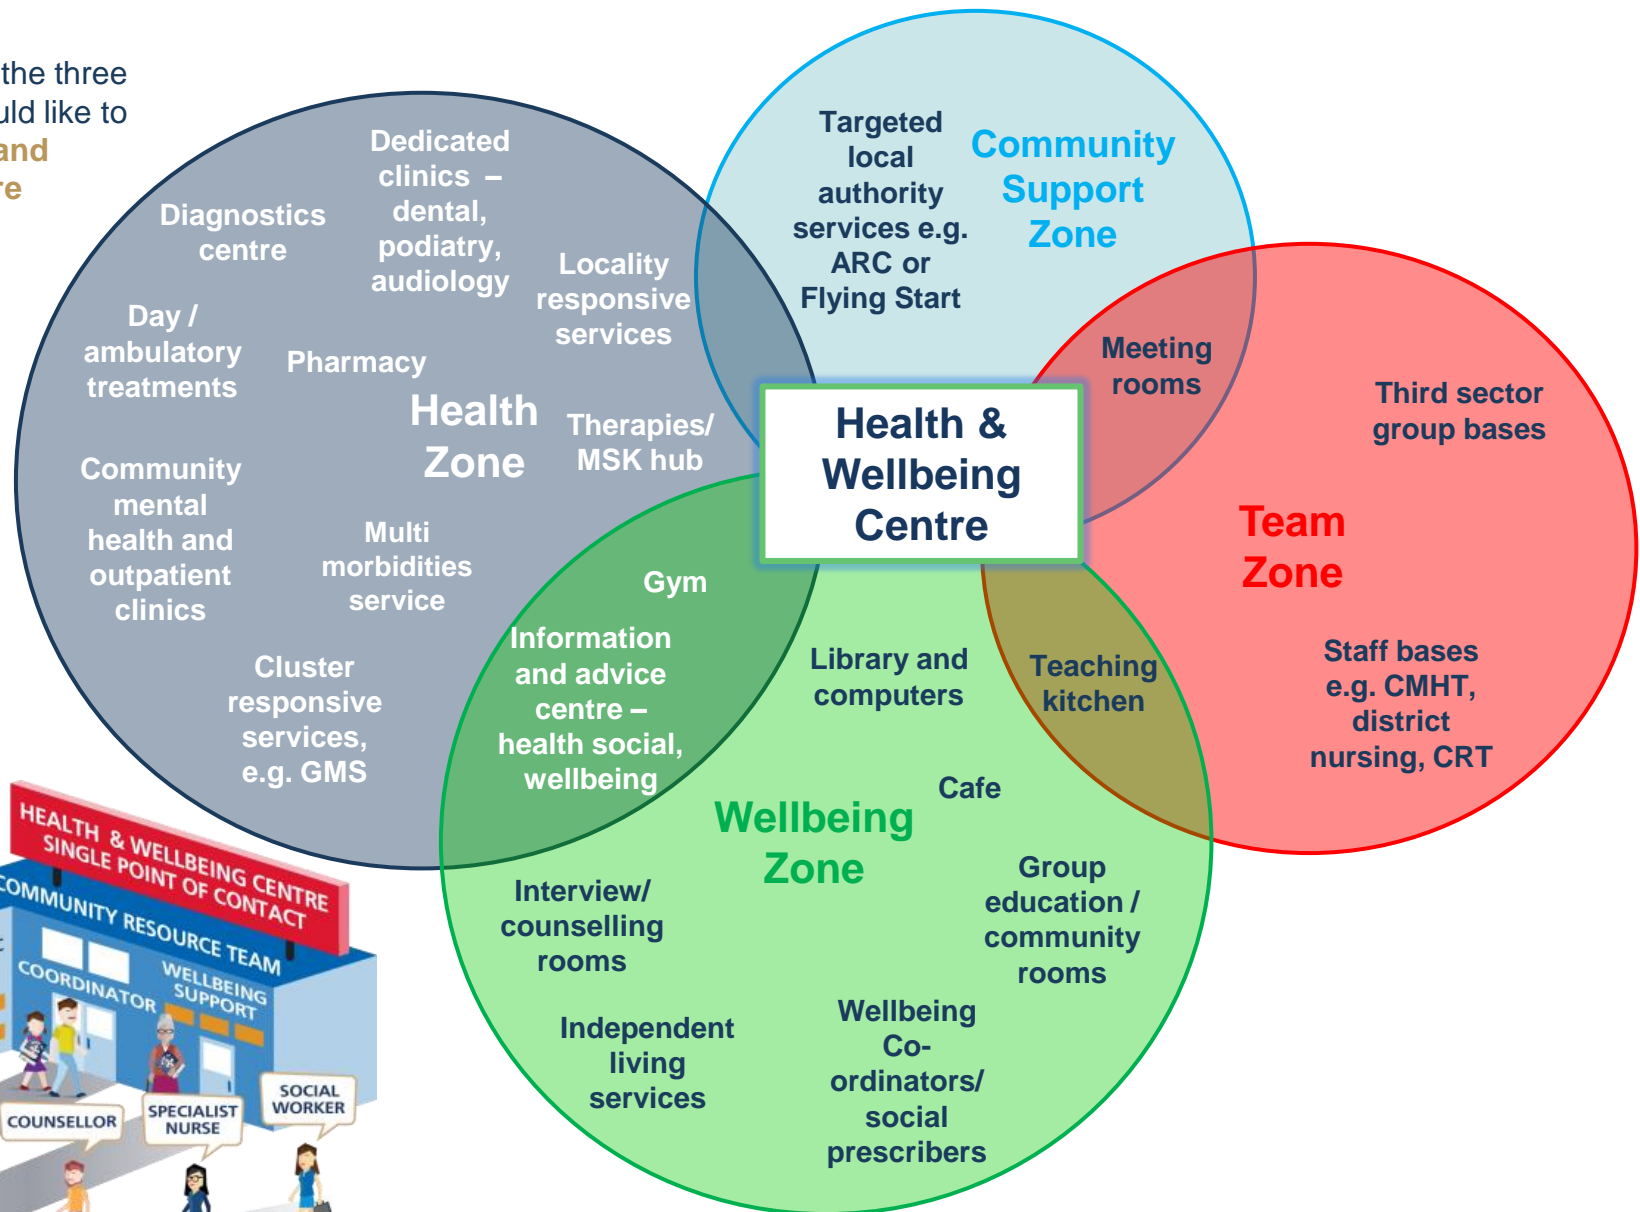 the three
uld like to
and
re
Dedicated
clinics –
dental,
podiatry,
audiology
Diagnostics
centre
Locality
responsive
services
Day /
ambulatory
treatments
Pharmacy
Health
Zone
Therapies/
MSK hub
Community
mental
health and
outpatient
clinics
Multi
morbidities
service
Cluster
responsive
services,
e.g. GMS
Gym
Information
and advice
centre –
health social,
wellbeing
Targeted
local
authority
services e.g.
ARC or
Flying Start
Community
Support
Zone
Meeting
rooms
Health &
Wellbeing
Centre
Third sector
group bases
Team
Zone
Staff bases
e.g. CMHT,
district
nursing, CRT
Library and
computers
Teaching
kitchen
Cafe
Wellbeing
Zone
Group
education /
community
rooms
Interview/
counselling
rooms
Independent
living
services
Wellbeing
Co-
ordinators/
social
prescribers
HEALTH & WELLBEING CENTRE
SINGLE POINT OF CONTACT
COMMUNITY RESOURCE TEAM
COORDINATOR
WELLBEING
SUPPORT
COUNSELLOR
SPECIALIST
NURSE
SOCIAL
WORKER